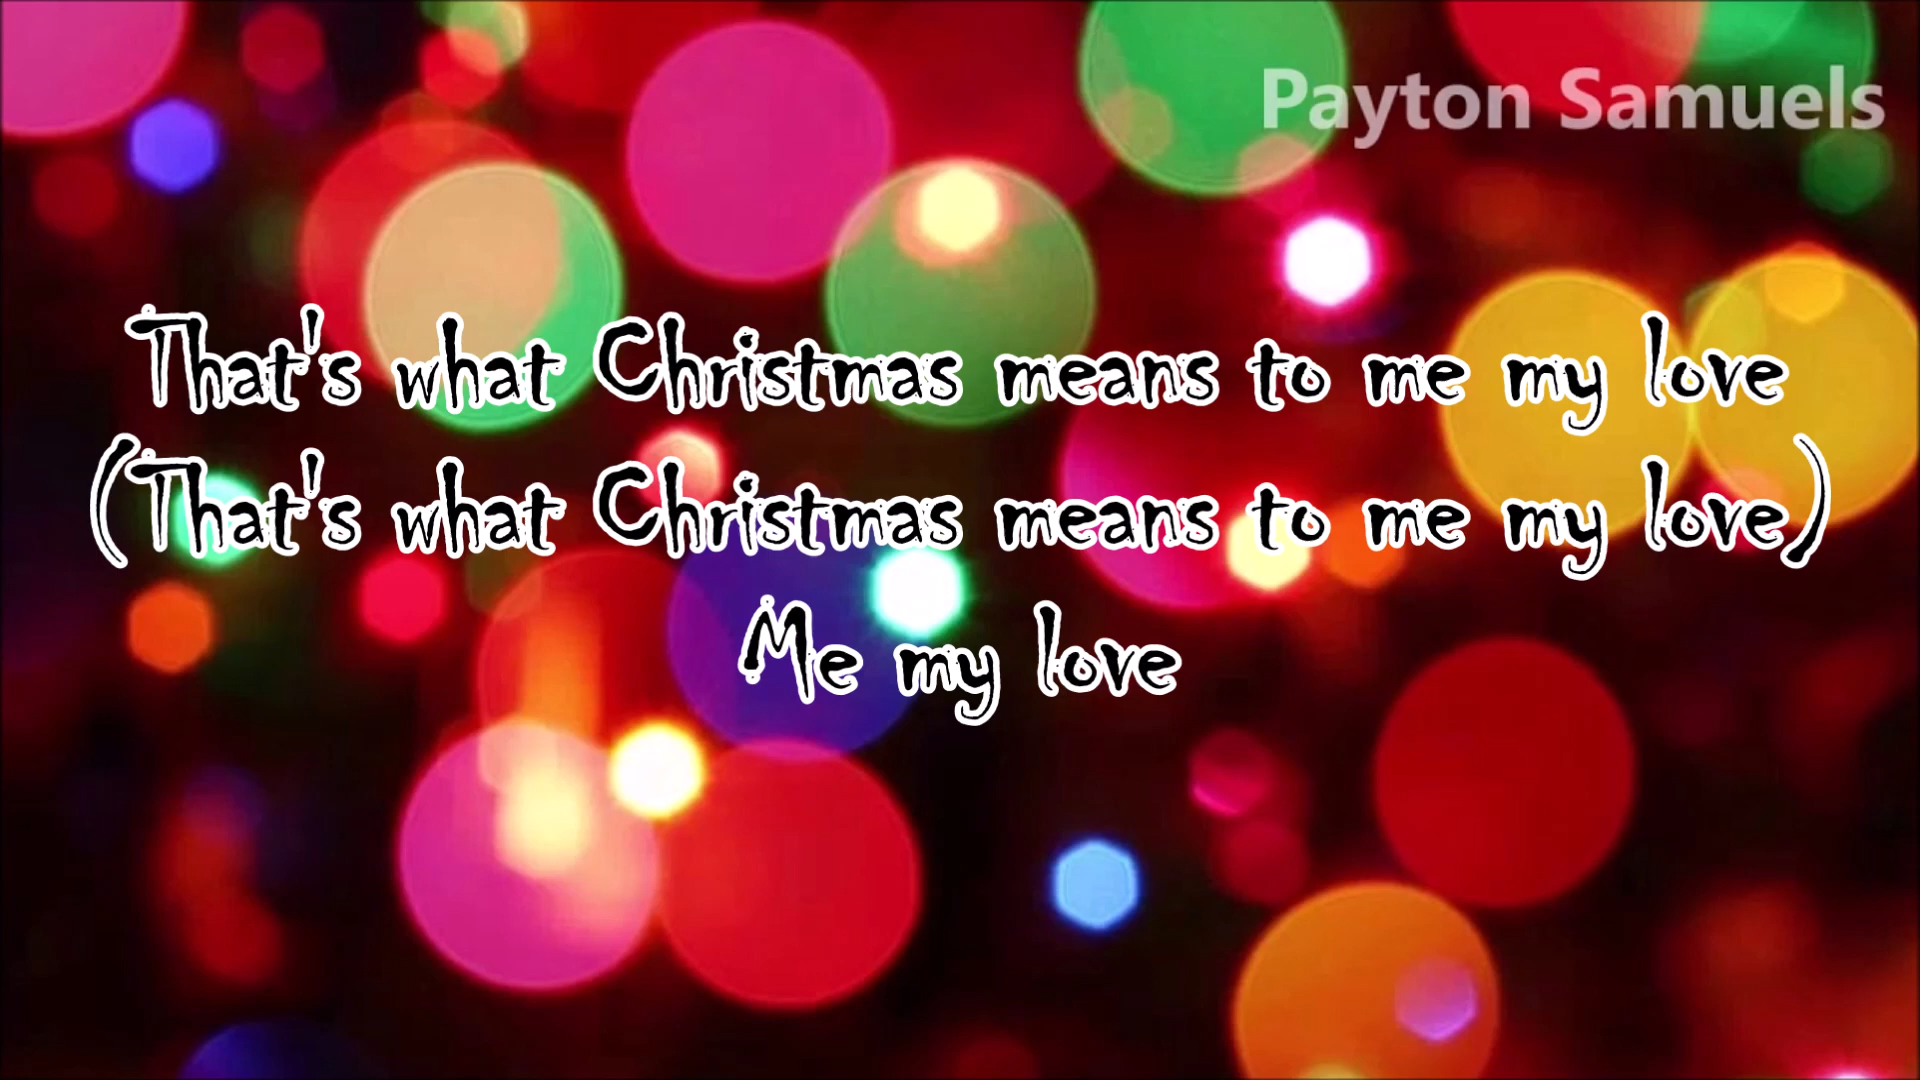 Payton Samuels
That's what Christmas means to me my love
(That's what Christmas means to me my love)
Me my love